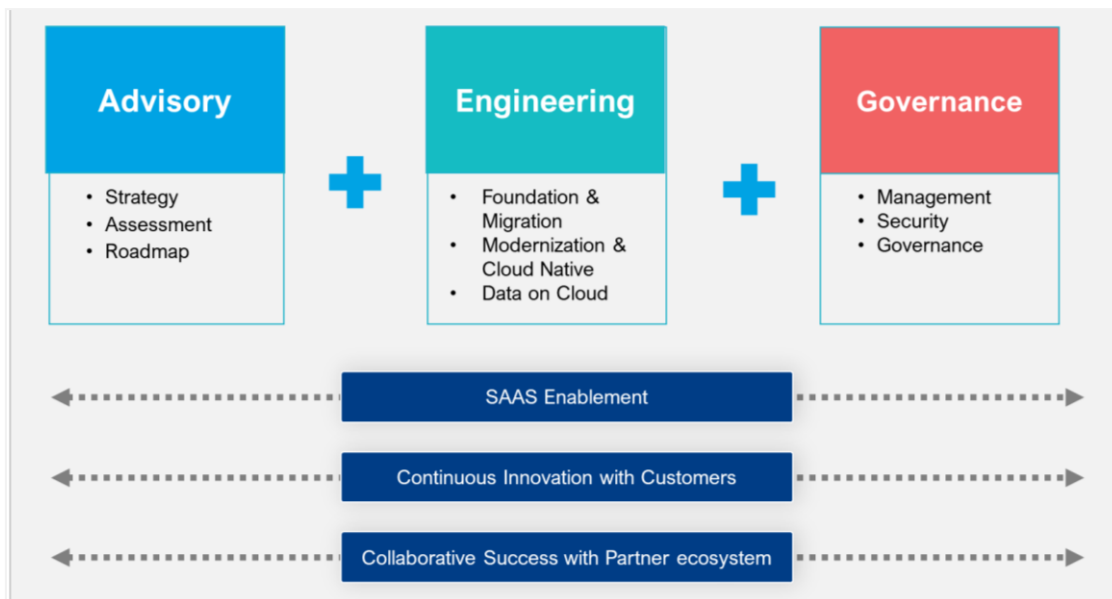 Advisory
• Strategy
• Assessment
• Roadmap
Engineering
• Foundation &
Migration
• Modernization &
Cloud Native
• Data on Cloud
Governance
• Management
• Security
• Governance
SAAS Enablement
Continuous Innovation with Customers
Collaborative Success with Partner ecosystem